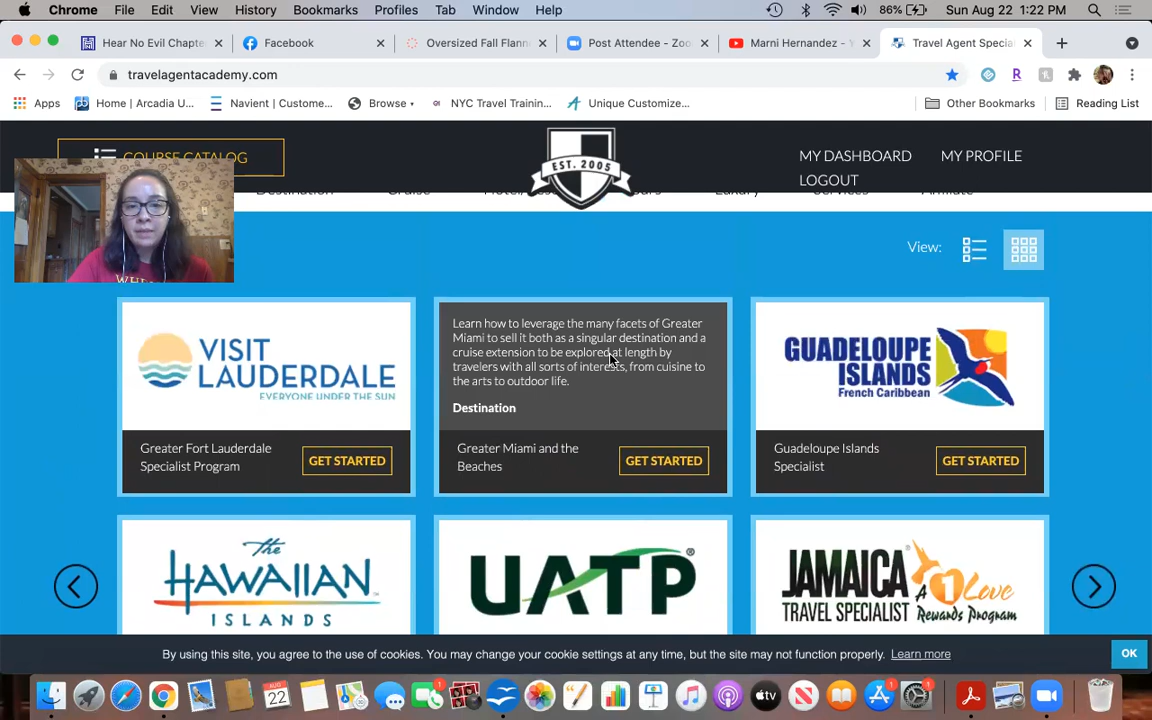 Chrome File Edit View History Bookmarks Profiles Tab Window Help 86% Sun Aug 22 1:22 PM
Hear No Evil Chapte Facebook Oversized Fall Flann Post Attendee - Zoo Marni Hernandez - Y Travel Agent Specia
travelagentacademy.com
Apps Home | Arcadia U... Navient | Custome... Browse NYC Travel Trainin... Unique Customize... Other Bookmarks Reading List
COURSE CATALOG
EST. 2005
MY DASHBOARD MY PROFILE
LOGOUT
Destination Cruise Luxury Services Affiliate
View:
VISIT
LAUDERDALE
EVERYONE UNDER THE SUN
Greater Fort Lauderdale
Specialist Program
GET STARTED
Learn how to leverage the many facets of Greater
Miami to sell it both as a singular destination and a
cruise extension to be explored at length by
travelers with all sorts of interests, from cuisine to
the arts to outdoor life.
Destination
Greater Miami and the
Beaches
GET STARTED
GUADELOUPE
ISLANDS
French Caribbean
Guadeloupe Islands
Specialist
GET STARTED
the
HAWAIIAN
ISLANDS
UATP®
JAMAICA
TRAVEL SPECIALIST
A 1 Love
Rewards Program
By using this site, you agree to the use of cookies. You may change your cookie settings at any time, but the site may not function properly. Learn more
OK
AUG
22
1
1
1